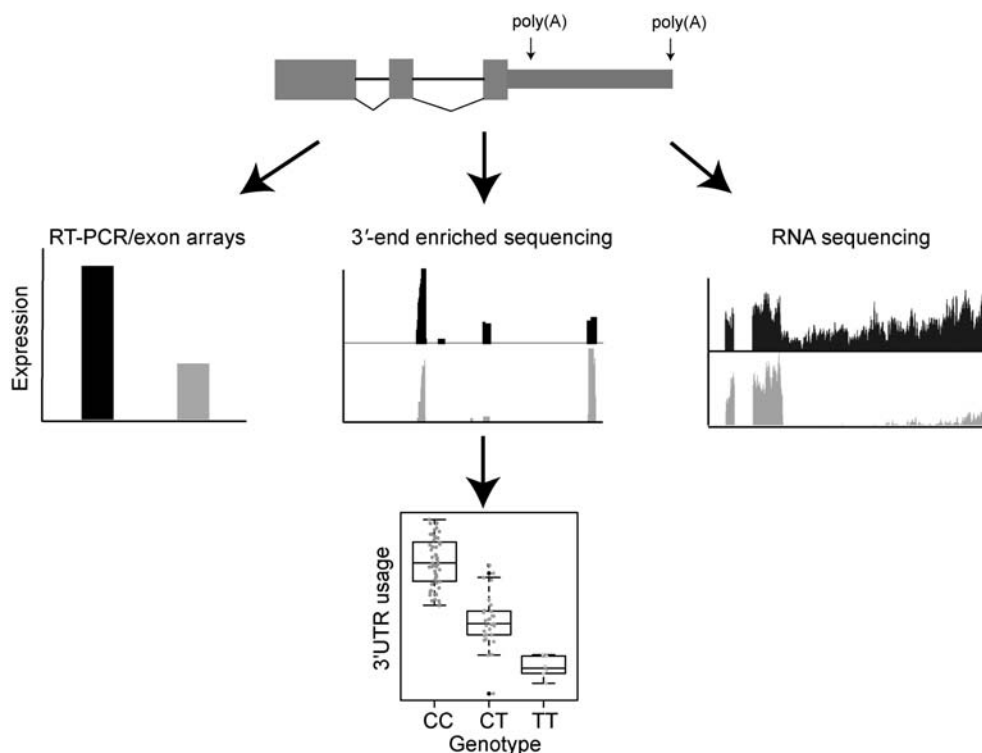 poly(A)
poly(A)
RT-PCR/exon arrays
3′-end enriched sequencing
RNA sequencing
Expression
3'UTR usage
CC CT TT
Genotype